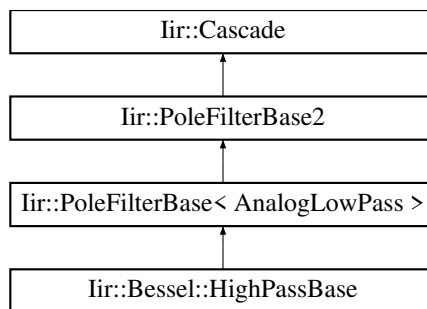 Iir::Cascade
Iir::PoleFilterBase2
Iir::PoleFilterBase< AnalogLowPass >
Iir::Bessel::HighPassBase